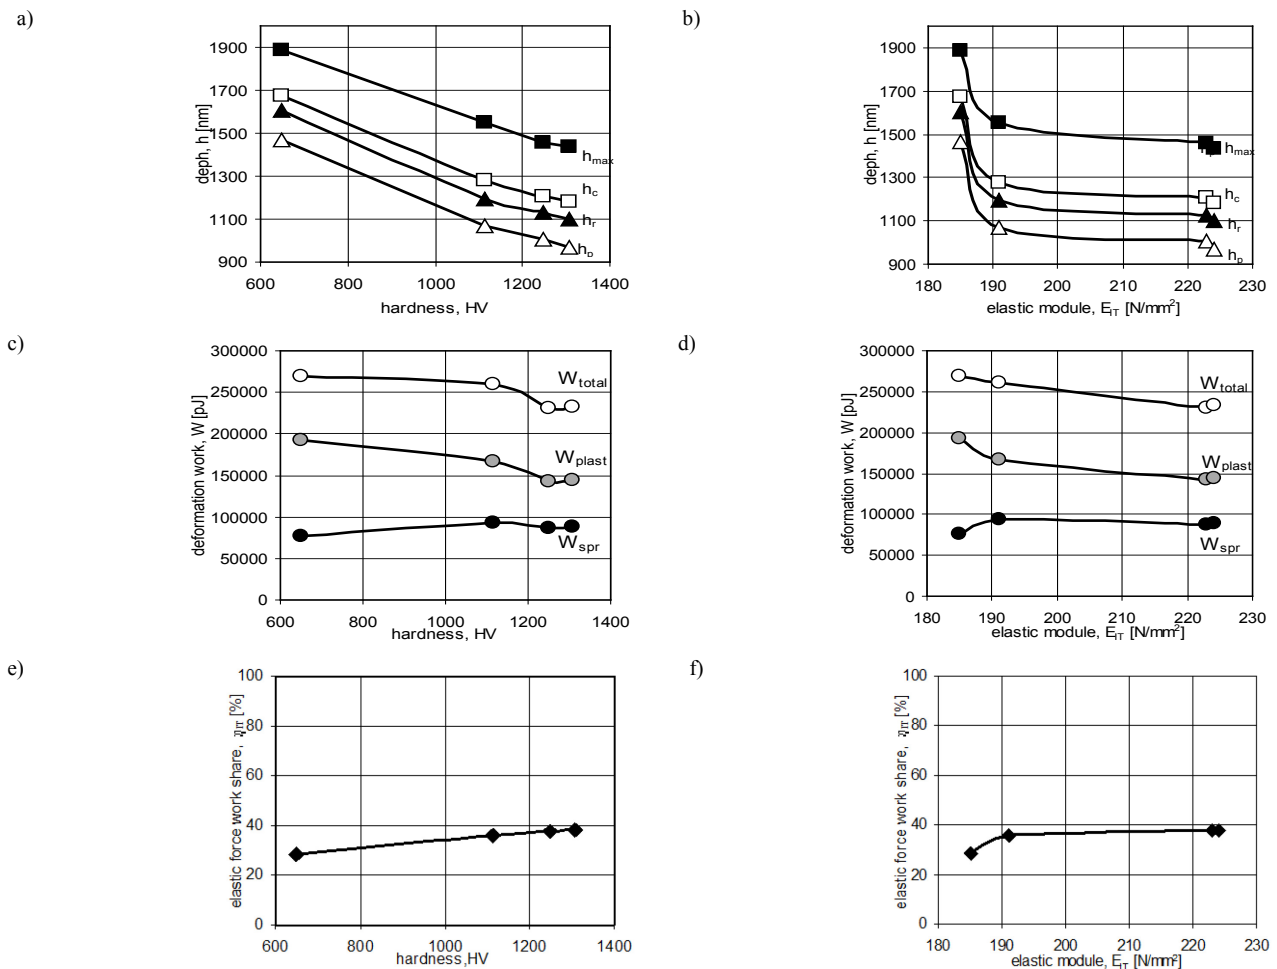 a)
1900
1700
1500
1300
1100
900
deph, h [nm]
h_max
h_c
h_r
h_p
600 800 1000 1200 1400
hardness, HV
b)
1900
1700
1500
1300
1100
900
deph, h [nm]
h_max
h_c
h_r
h_p
180 190 200 210 220 230
elastic module, E_IT [N/mm²]
c)
300000
250000
200000
150000
100000
50000
0
deformation work, W [pJ]
W_total
W_plast
W_spr
600 800 1000 1200 1400
hardness, HV
d)
300000
250000
200000
150000
100000
50000
0
deformation work, W [pJ]
W_total
W_plast
W_spr
180 190 200 210 220 230
elastic module, E_IT [N/mm²]
e)
100
80
60
40
20
0
elastic force work share, η_IT [%]
600 800 1000 1200 1400
hardness,HV
f)
100
80
60
40
20
0
elastic force work share, η_IT [%]
180 190 200 210 220 230
elastic module, E_IT [N/mm²]